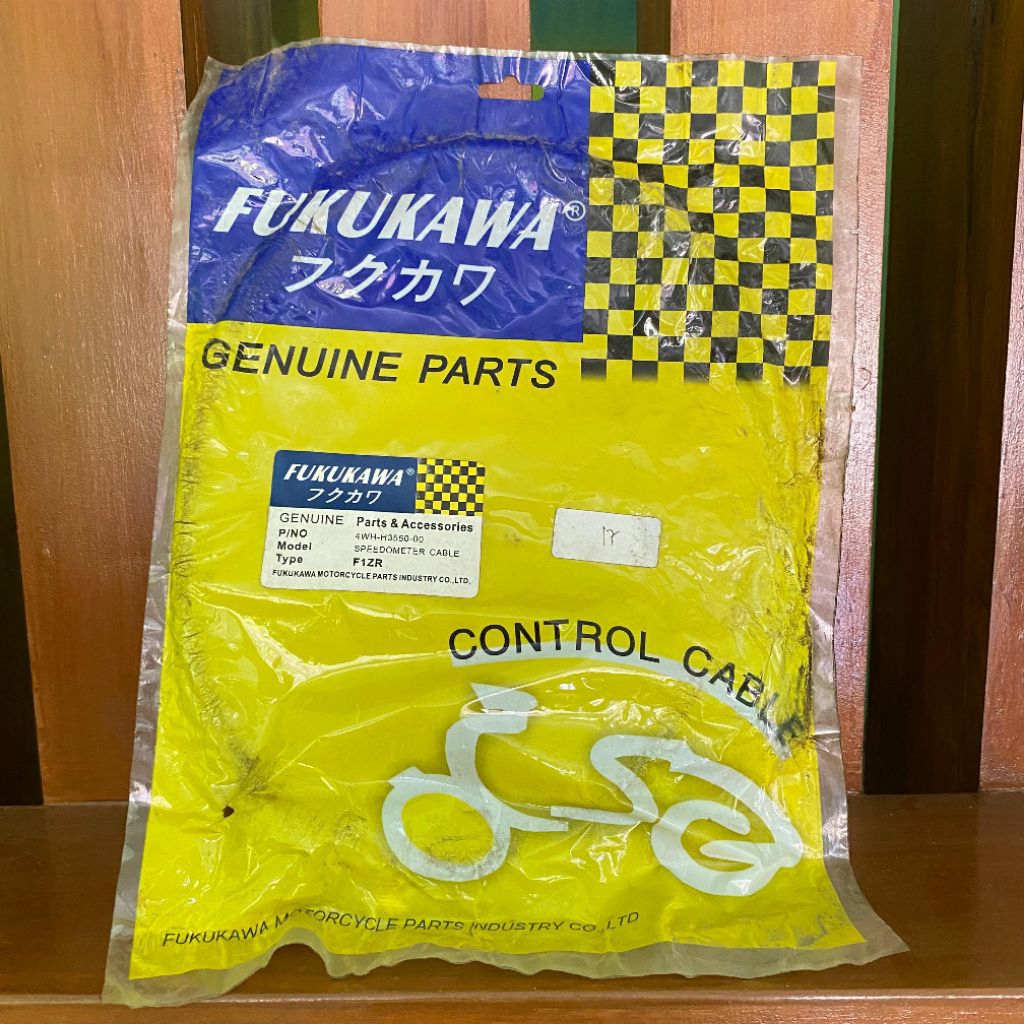 FUKUKAWA®
フクカワ
GENUINE PARTS
FUKUKAWA®
フクカワ
GENUINE Parts & Accessories
P/NO 4WH-H3550-00
Model SPEEDOMETER CABLE
Type F1ZR
FUKUKAWA MOTORCYCLE PARTS INDUSTRY CO.,LTD.
CONTROL CABLE
FUKUKAWA MOTORCYCLE PARTS INDUSTRY CO.,LTD